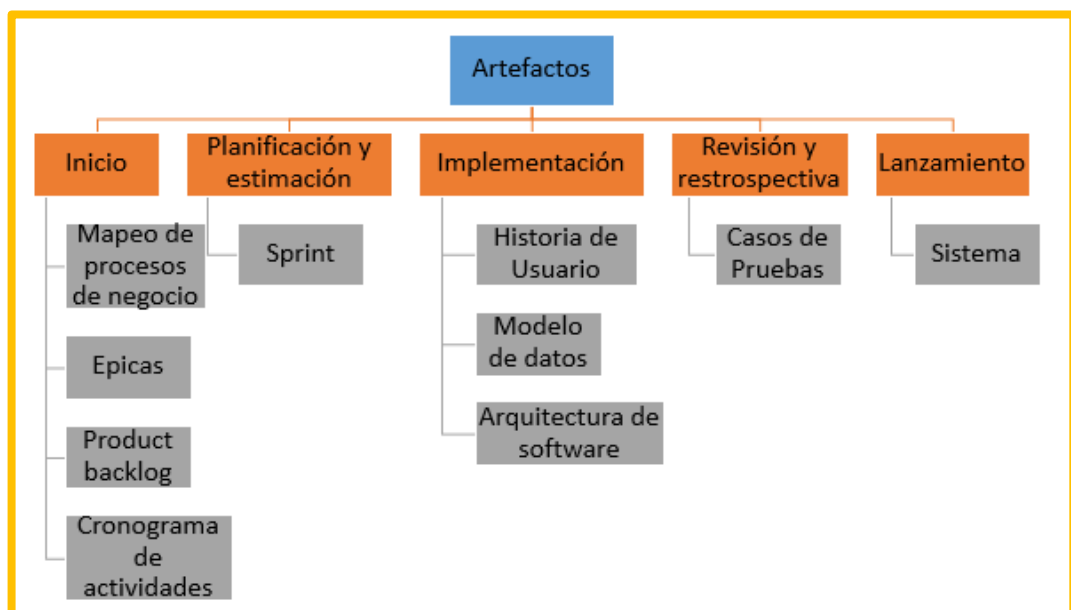 Artefactos
Inicio
Planificación y
estimación
Implementación
Revisión y
restrospectiva
Lanzamiento
Mapeo de
procesos
de negocio
Epicas
Product
backlog
Cronograma
de
actividades
Sprint
Historia de
Usuario
Modelo
de datos
Arquitectura de
software
Casos de
Pruebas
Sistema